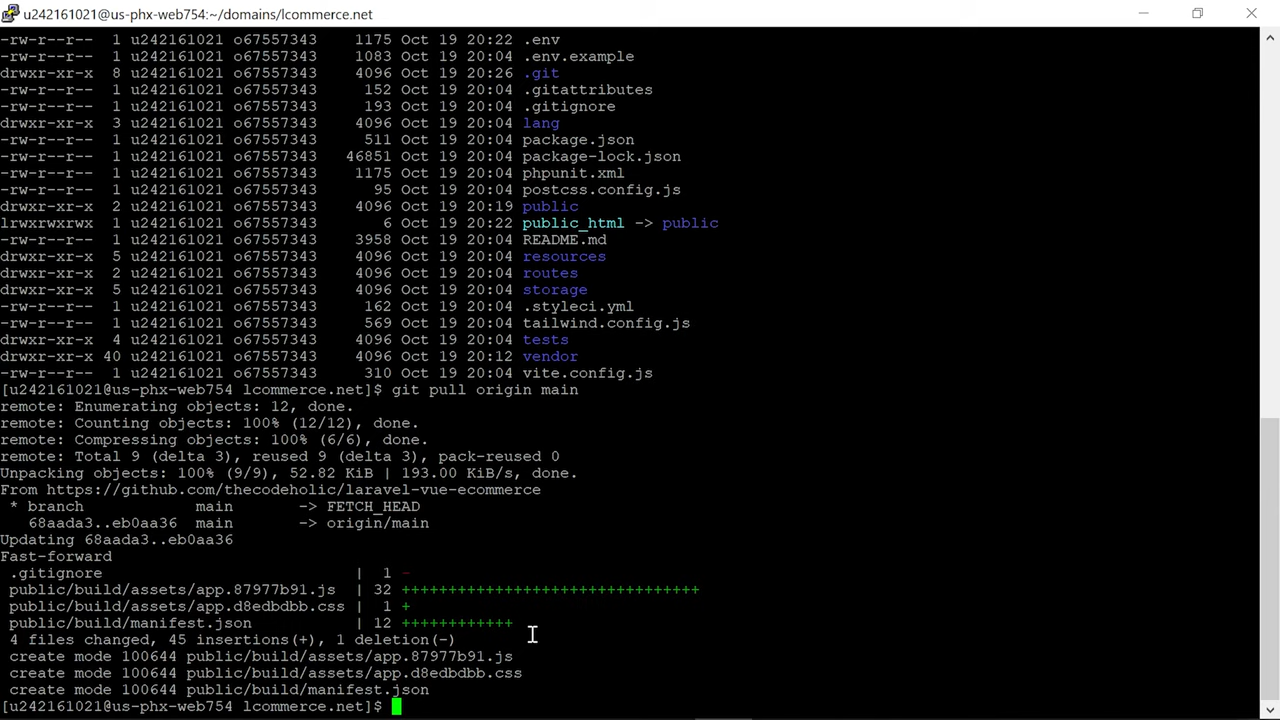 u242161021@us-phx-web754:~/domains/lcommerce.net
-rw-r--r-- 1 u242161021 o67557343 1175 Oct 19 20:22 .env
-rw-r--r-- 1 u242161021 o67557343 1083 Oct 19 20:04 .env.example
drwxr-xr-x 8 u242161021 o67557343 4096 Oct 19 20:26 .git
-rw-r--r-- 1 u242161021 o67557343 152 Oct 19 20:04 .gitattributes
-rw-r--r-- 1 u242161021 o67557343 193 Oct 19 20:04 .gitignore
drwxr-xr-x 3 u242161021 o67557343 4096 Oct 19 20:04 lang
-rw-r--r-- 1 u242161021 o67557343 511 Oct 19 20:04 package.json
-rw-r--r-- 1 u242161021 o67557343 46851 Oct 19 20:04 package-lock.json
-rw-r--r-- 1 u242161021 o67557343 1175 Oct 19 20:04 phpunit.xml
-rw-r--r-- 1 u242161021 o67557343 95 Oct 19 20:04 postcss.config.js
drwxr-xr-x 2 u242161021 o67557343 4096 Oct 19 20:19 public
lrwxrwxrwx 1 u242161021 o67557343 6 Oct 19 20:22 public_html -> public
-rw-r--r-- 1 u242161021 o67557343 3958 Oct 19 20:04 README.md
drwxr-xr-x 5 u242161021 o67557343 4096 Oct 19 20:04 resources
drwxr-xr-x 2 u242161021 o67557343 4096 Oct 19 20:04 routes
drwxr-xr-x 5 u242161021 o67557343 4096 Oct 19 20:04 storage
-rw-r--r-- 1 u242161021 o67557343 162 Oct 19 20:04 .styleci.yml
-rw-r--r-- 1 u242161021 o67557343 569 Oct 19 20:04 tailwind.config.js
drwxr-xr-x 4 u242161021 o67557343 4096 Oct 19 20:04 tests
drwxr-xr-x 40 u242161021 o67557343 4096 Oct 19 20:12 vendor
-rw-r--r-- 1 u242161021 o67557343 310 Oct 19 20:04 vite.config.js
[u242161021@us-phx-web754 lcommerce.net]$ git pull origin main
remote: Enumerating objects: 12, done.
remote: Counting objects: 100% (12/12), done.
remote: Compressing objects: 100% (6/6), done.
remote: Total 9 (delta 3), reused 9 (delta 3), pack-reused 0
Unpacking objects: 100% (9/9), 52.82 KiB | 193.00 KiB/s, done.
From https://github.com/thecodeholic/laravel-vue-ecommerce
* branch main -> FETCH_HEAD
68aada3..eb0aa36 main -> origin/main
Updating 68aada3..eb0aa36
Fast-forward
.gitignore | 1 -
public/build/assets/app.87977b91.js | 32 ++++++++++++++++++++++++++++++++
public/build/assets/app.d8edbdbb.css | 1 +
public/build/manifest.json | 12 ++++++++++++
4 files changed, 45 insertions(+), 1 deletion(-)
create mode 100644 public/build/assets/app.87977b91.js
create mode 100644 public/build/assets/app.d8edbdbb.css
create mode 100644 public/build/manifest.json
[u242161021@us-phx-web754 lcommerce.net]$